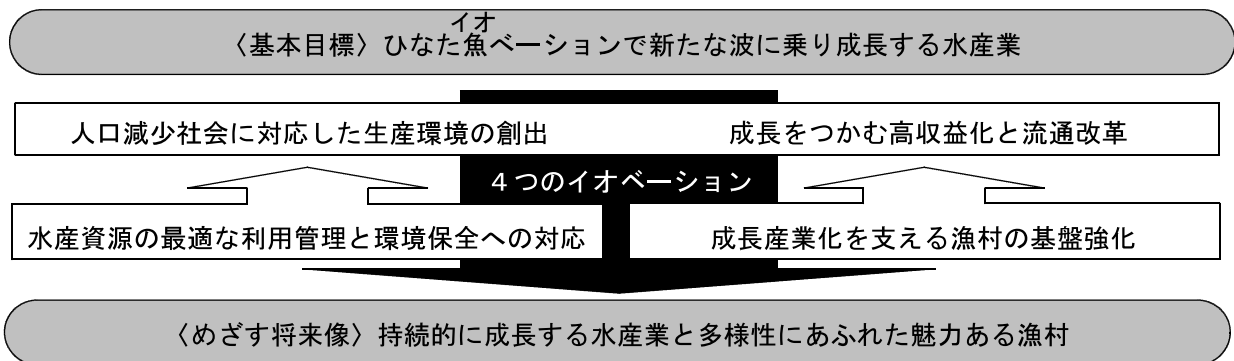 イオ
〈基本目標〉ひなた魚ベーションで新たな波に乗り成長する水産業
人口減少社会に対応した生産環境の創出
成長をつかむ高収益化と流通改革
４つのイオベーション
水産資源の最適な利用管理と環境保全への対応
成長産業化を支える漁村の基盤強化
〈めざす将来像〉持続的に成長する水産業と多様性にあふれた魅力ある漁村